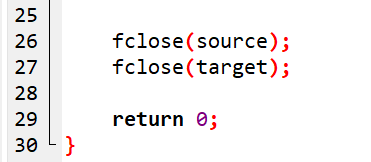 25
26 fclose(source);
27 fclose(target);
28
29 return 0;
30 }